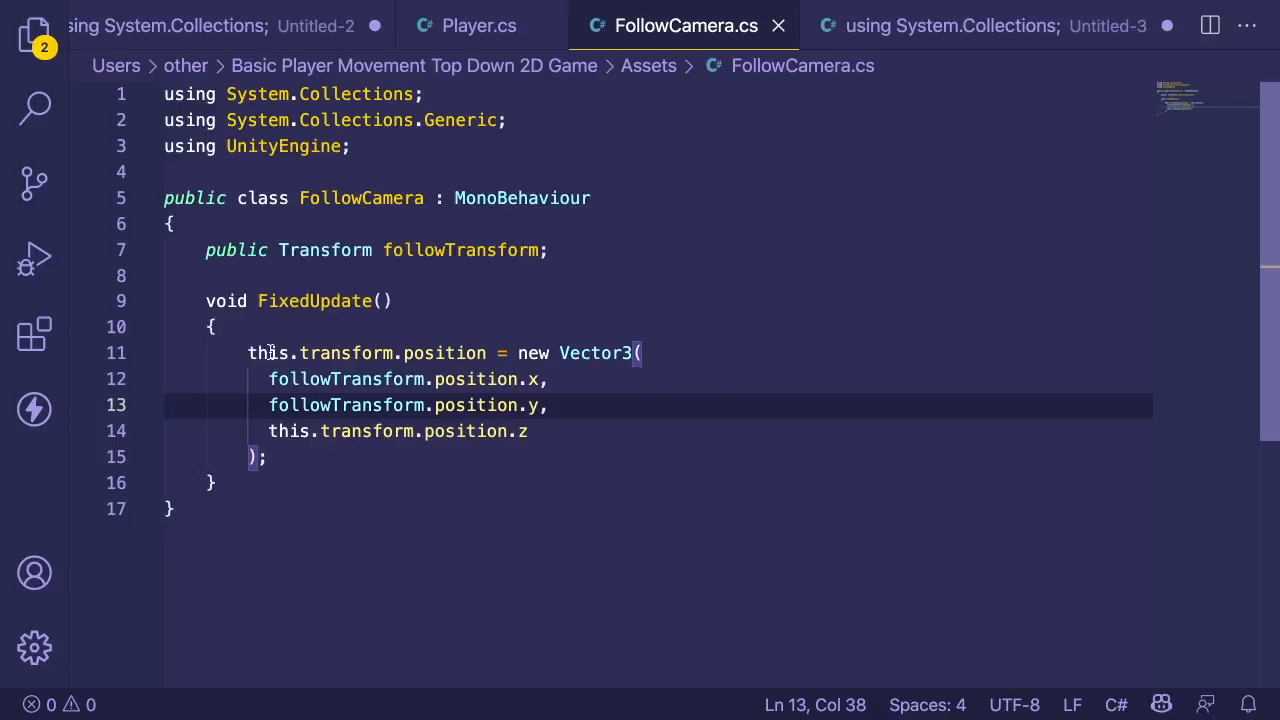 using System.Collections; Untitled-2 Player.cs FollowCamera.cs using System.Collections; Untitled-3
2
Users > other > Basic Player Movement Top Down 2D Game > Assets > FollowCamera.cs
1 using System.Collections;
2 using System.Collections.Generic;
3 using UnityEngine;
4
5 public class FollowCamera : MonoBehaviour
6 {
7 public Transform followTransform;
8
9 void FixedUpdate()
10 {
11 this.transform.position = new Vector3(
12 followTransform.position.x,
13 followTransform.position.y,
14 this.transform.position.z
15 );
16 }
17 }
0 0 Ln 13, Col 38 Spaces: 4 UTF-8 LF C#